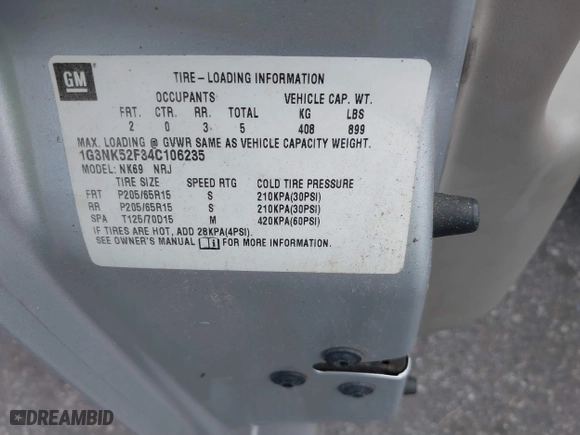 GM
TIRE-LOADING INFORMATION
OCCUPANTS VEHICLE CAP. WT.
FRT. CTR. RR. TOTAL KG LBS
2 0 3 5 408 899
MAX. LOADING @ GVWR SAME AS VEHICLE CAPACITY WEIGHT.
1G3NK52F34C106235
MODEL: NK69 NRJ
TIRE SIZE SPEED RTG COLD TIRE PRESSURE
FRT P205/65R15 S 210KPA(30PSI)
RR P205/65R15 S 210KPA(30PSI)
SPA T125/70D15 M 420KPA(60PSI)
IF TIRES ARE HOT, ADD 28KPA(4PSI).
SEE OWNER'S MANUAL FOR MORE INFORMATION.
DREAMBID